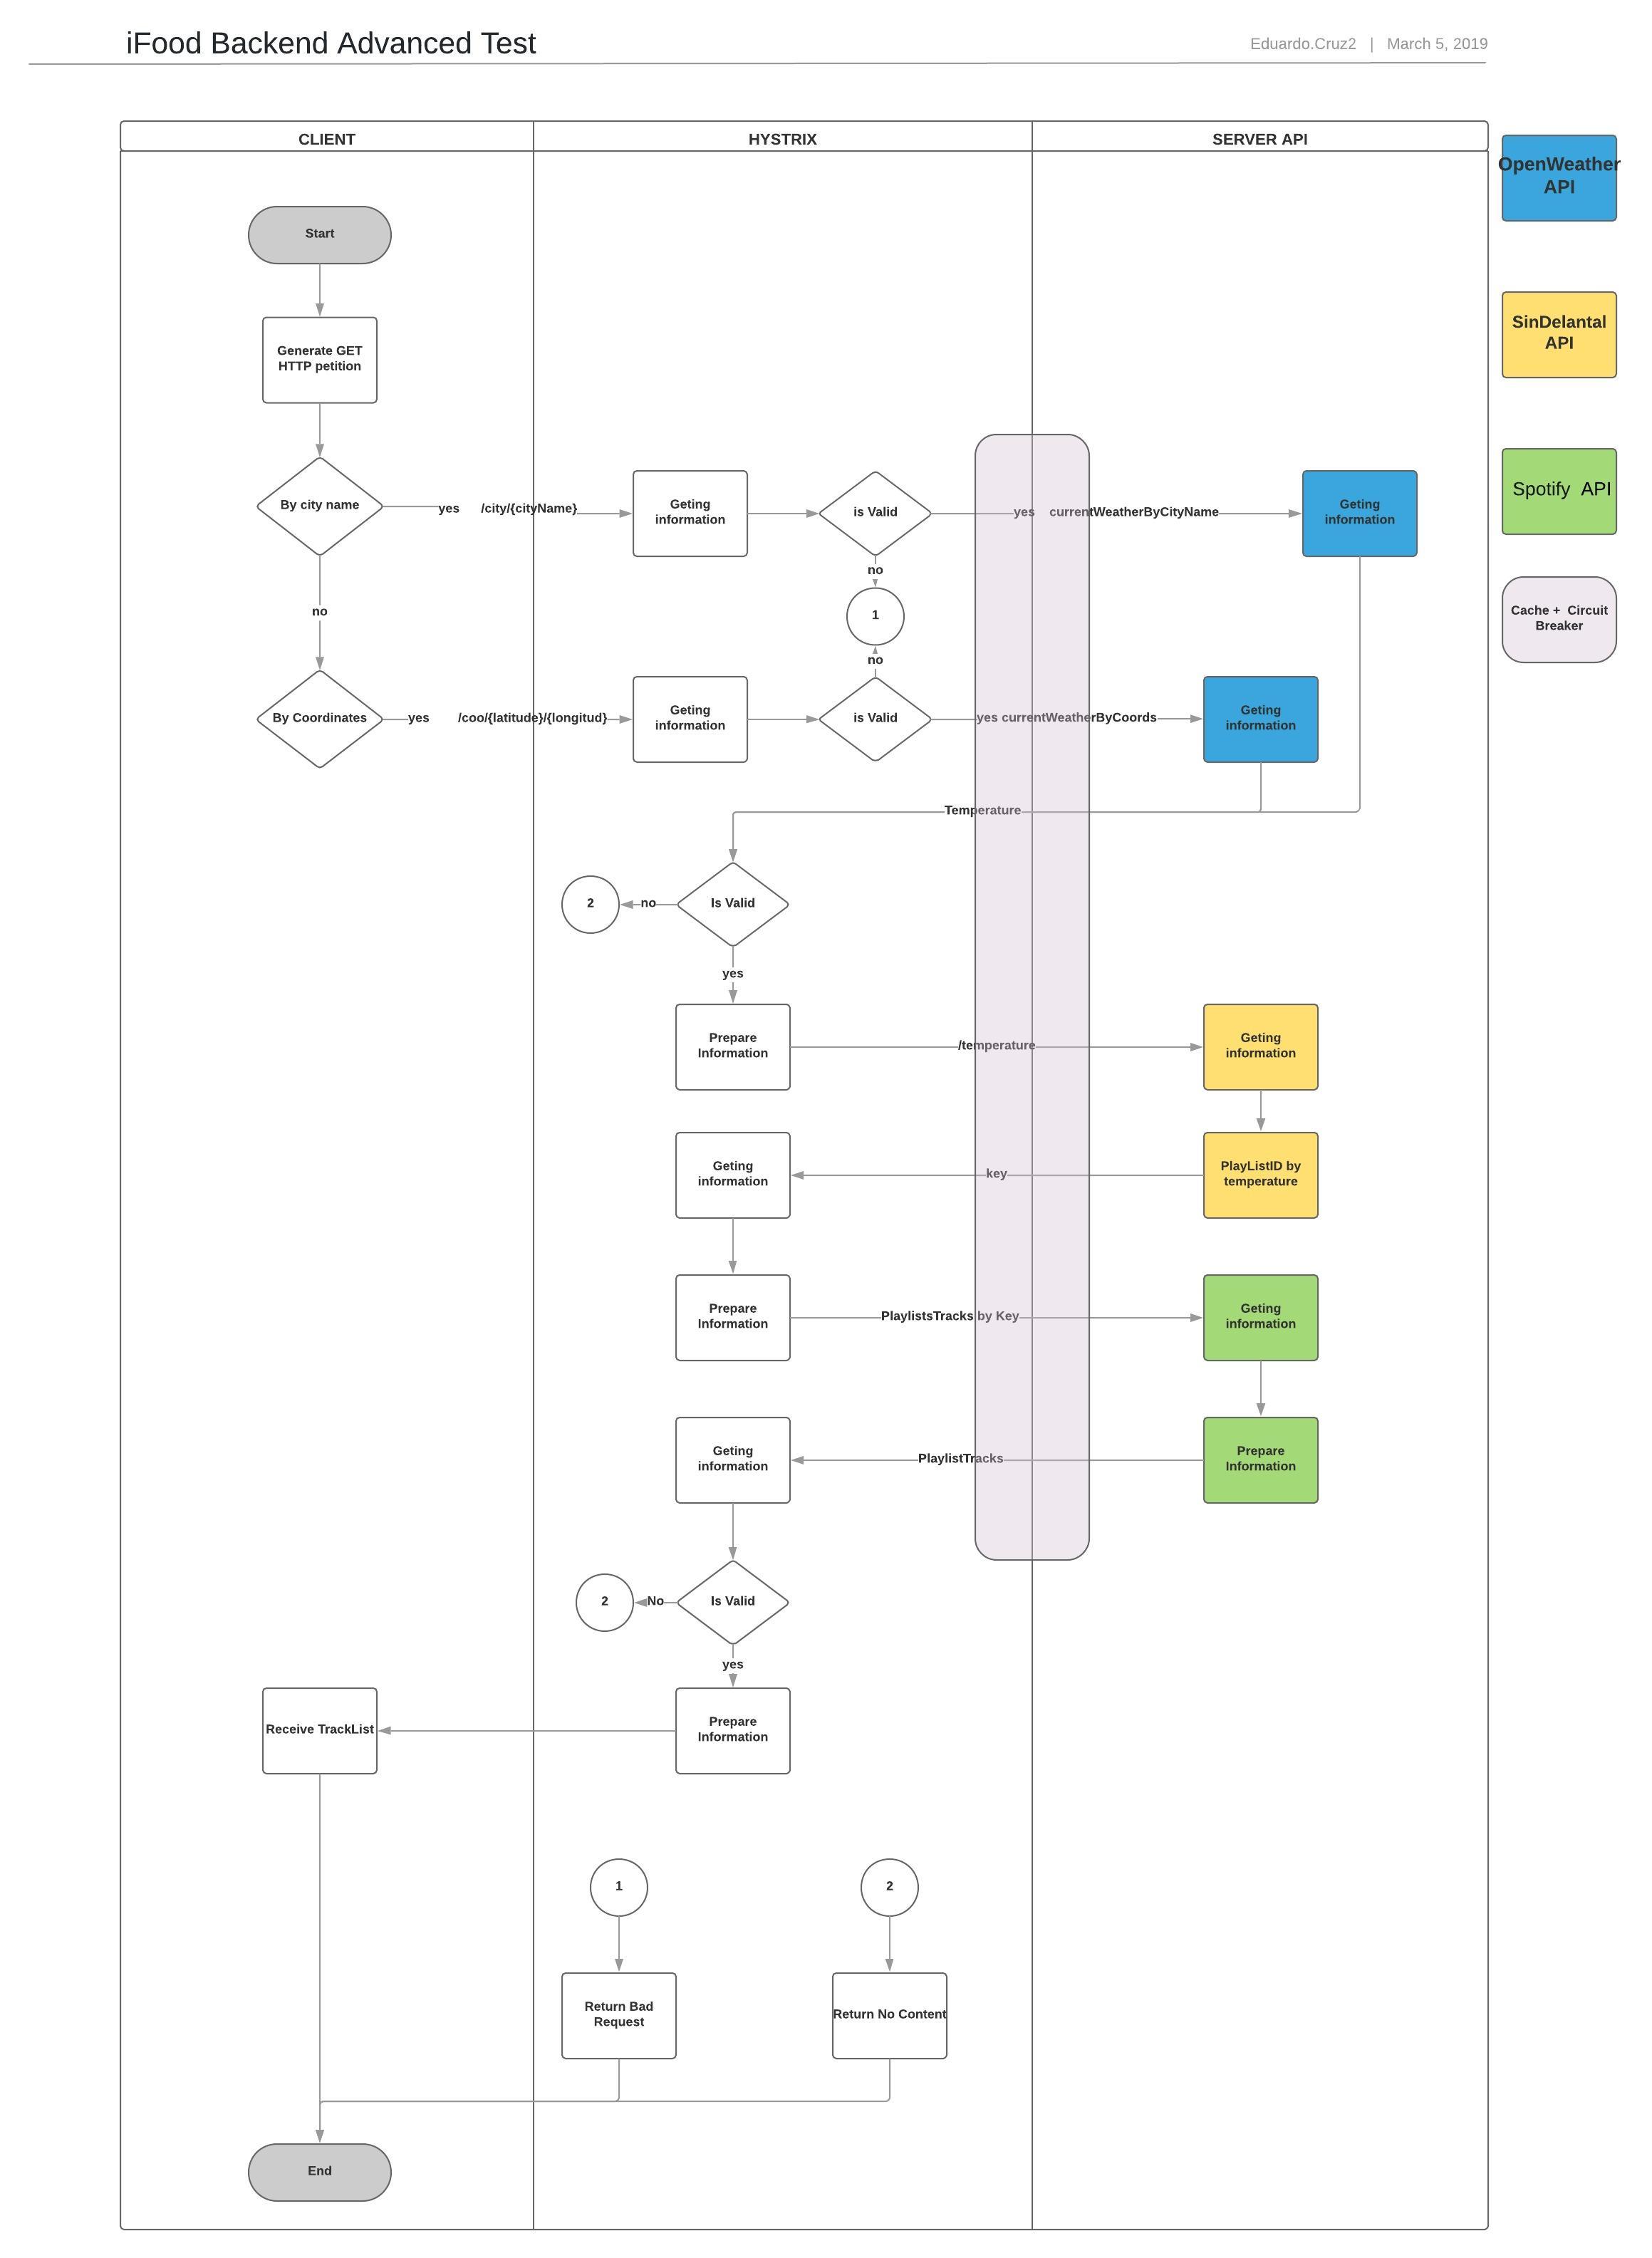 iFood Backend Advanced Test
Eduardo.Cruz2 | March 5, 2019
CLIENT
HYSTRIX
SERVER API
OpenWeather
API
SinDelantal
API
Spotify API
Cache + Circuit
Breaker
Start
Generate GET
HTTP petition
By city name
yes
/city/{cityName}
Geting
information
is Valid
yes
currentWeatherByCityName
Geting
information
no
1
no
no
By Coordinates
yes
/coo/{latitude}/{longitud}
Geting
information
is Valid
yes currentWeatherByCoords
Geting
information
Temperature
Is Valid
no
2
yes
Prepare
Information
/temperature
Geting
information
PlayListID by
temperature
key
Geting
information
Prepare
Information
PlaylistsTracks by Key
Geting
information
Prepare
Information
PlaylistTracks
Geting
information
Is Valid
No
2
yes
Prepare
Information
Receive TrackList
1
2
Return Bad
Request
Return No Content
End